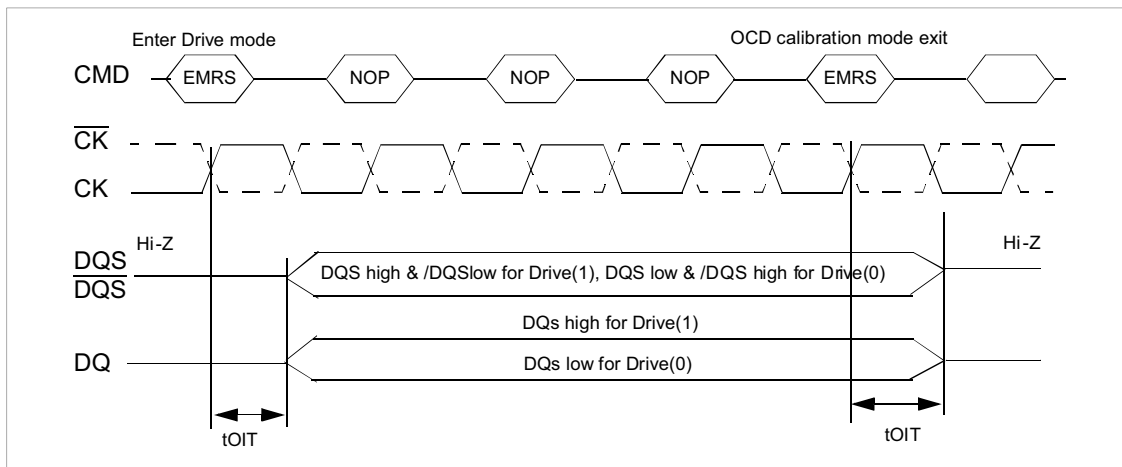 Enter Drive mode
OCD calibration mode exit
CMD
EMRS
NOP
NOP
NOP
EMRS
CK
CK
Hi-Z
Hi-Z
DQS
DQS
DQS high & /DQSlow for Drive(1), DQS low & /DQS high for Drive(0)
DQs high for Drive(1)
DQ
DQs low for Drive(0)
tOIT
tOIT